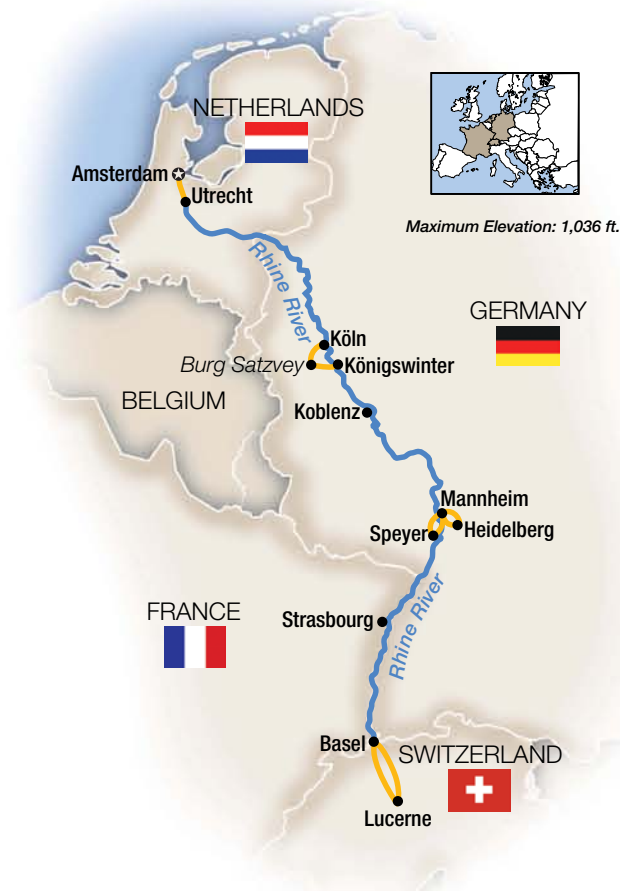 NETHERLANDS
Amsterdam
Utrecht
Maximum Elevation: 1,036 ft.
Rhine River
GERMANY
Köln
Burg Satzvey
Königswinter
BELGIUM
Koblenz
Mannheim
Speyer
Heidelberg
FRANCE
Strasbourg
Rhine River
Basel
SWITZERLAND
Lucerne